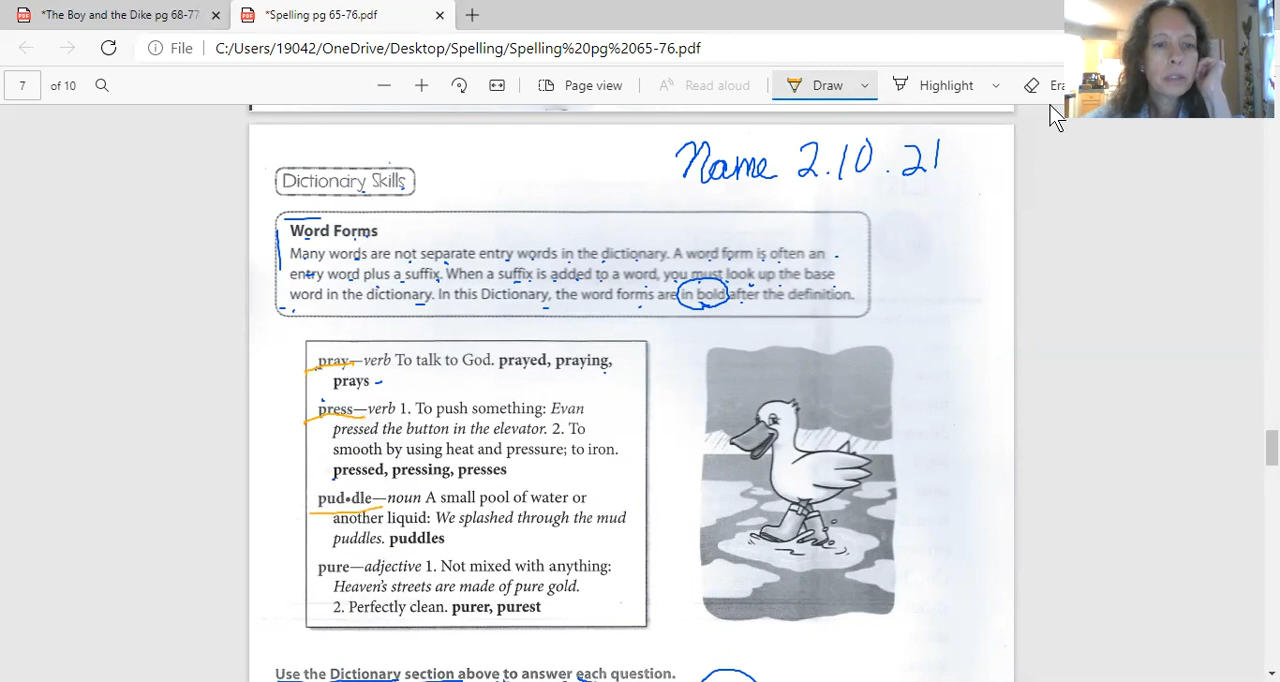 *The Boy and the Dike pg 68-77
*Spelling pg 65-76.pdf
File
C:/Users/19042/OneDrive/Desktop/Spelling/Spelling%20pg%2065-76.pdf
7 of 10
Page view
Read aloud
Draw
Highlight
Era
Name 2.10.21
Dictionary Skills
Word Forms
Many words are not separate entry words in the dictionary. A word form is often an
entry word plus a suffix. When a suffix is added to a word, you must look up the base
word in the dictionary. In this Dictionary, the word forms are in bold after the definition.
pray—verb To talk to God. prayed, praying,
prays
press—verb 1. To push something: Evan
pressed the button in the elevator. 2. To
smooth by using heat and pressure; to iron.
pressed, pressing, presses
pud•dle—noun A small pool of water or
another liquid: We splashed through the mud
puddles. puddles
pure—adjective 1. Not mixed with anything:
Heaven's streets are made of pure gold.
2. Perfectly clean. purer, purest
Use the Dictionary section above to answer each question.